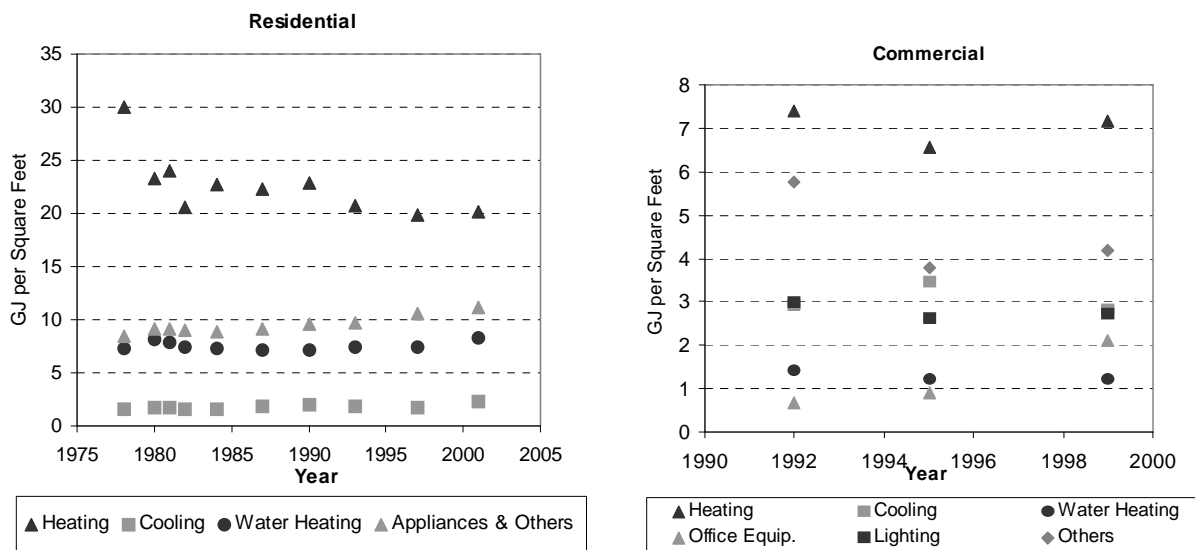 Residential
GJ per Square Feet
35
30
25
20
15
10
5
0
1975 1980 1985 1990 1995 2000 2005
Year
Heating Cooling Water Heating Appliances & Others
Commercial
GJ per Square Feet
8
7
6
5
4
3
2
1
0
1990 1992 1994 1996 1998 2000
Year
Heating Cooling Water Heating
Office Equip. Lighting Others